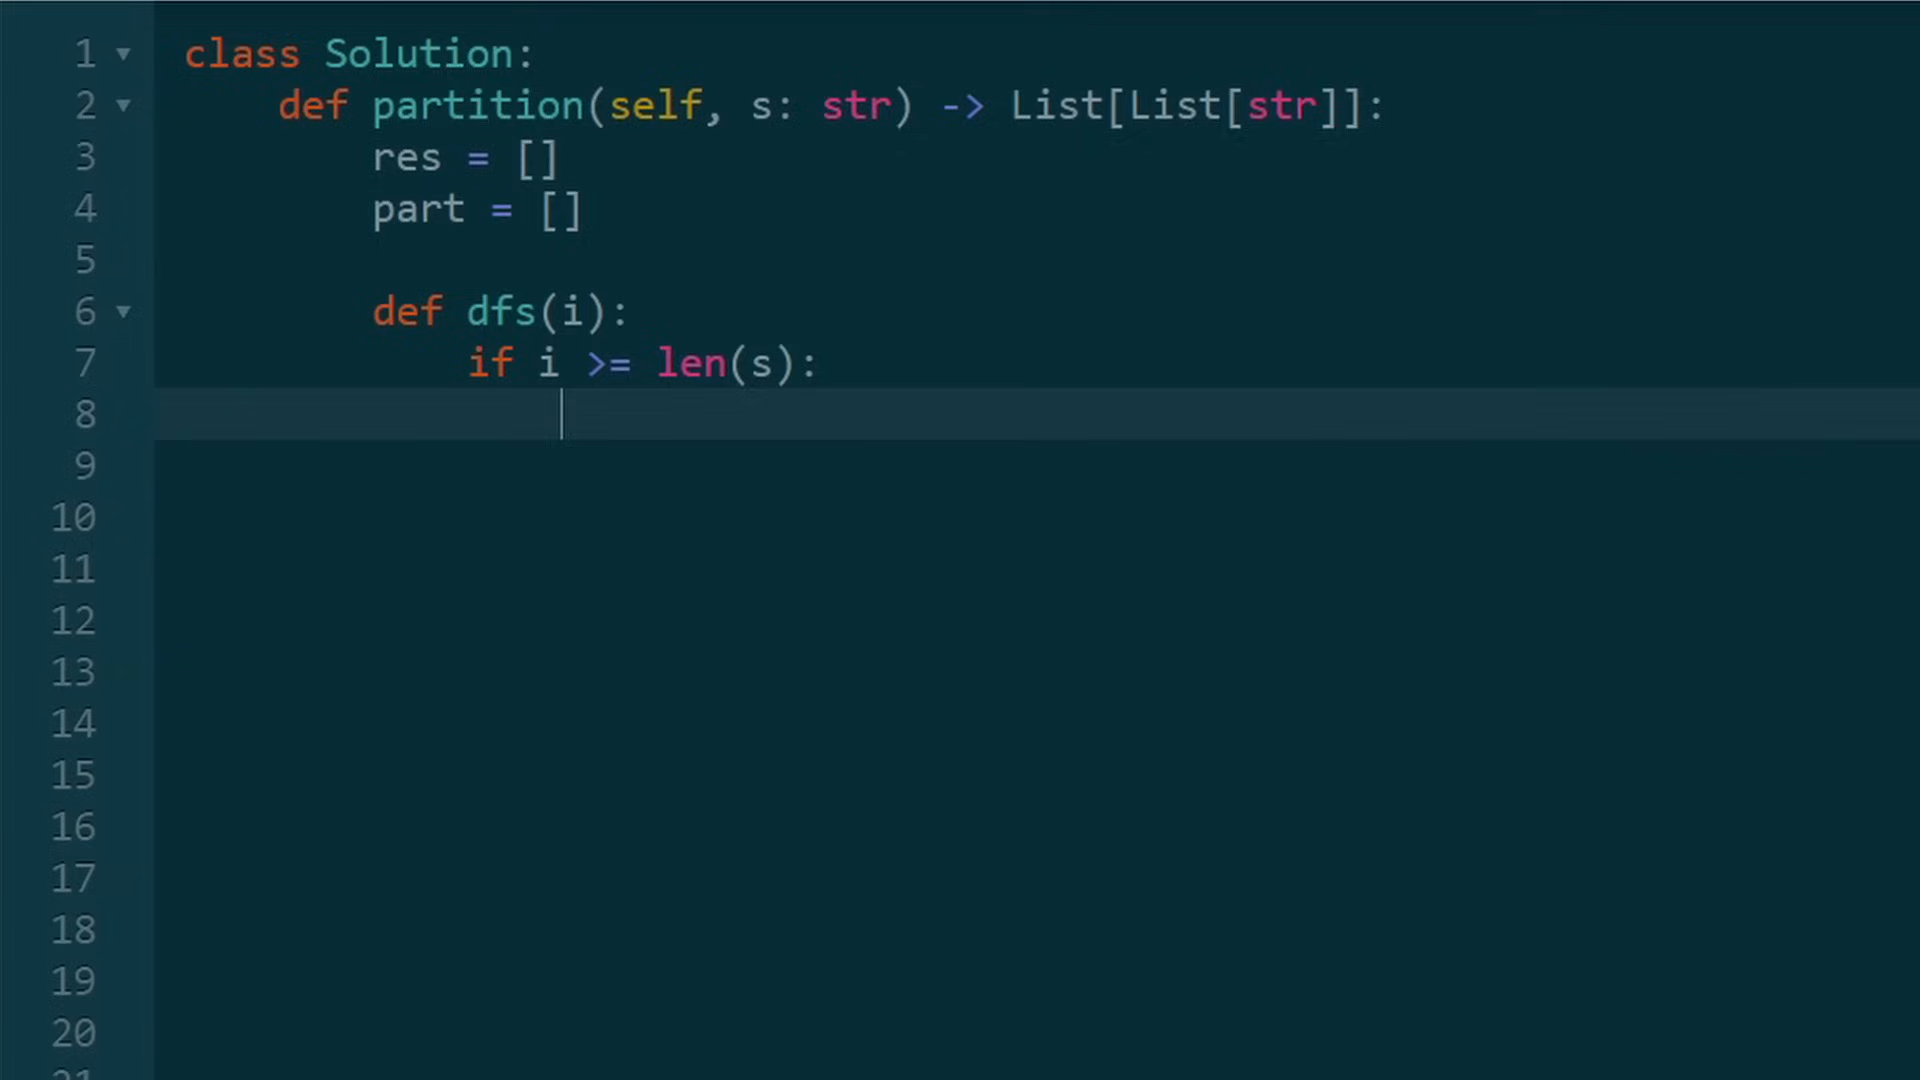 1 class Solution:
2 def partition(self, s: str) -> List[List[str]]:
3 res = []
4 part = []
5
6 def dfs(i):
7 if i >= len(s):
8
9
10
11
12
13
14
15
16
17
18
19
20
21